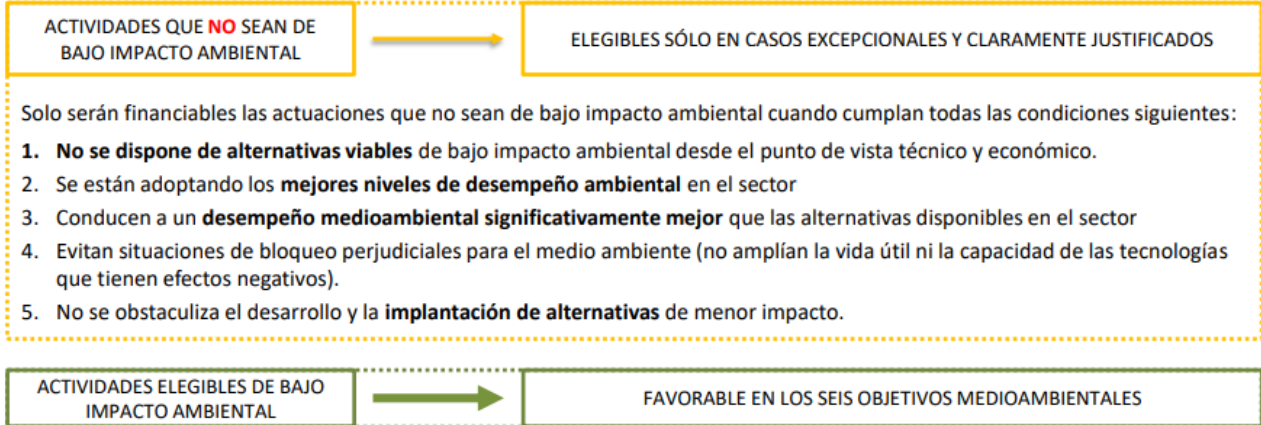 ACTIVIDADES QUE NO SEAN DE
BAJO IMPACTO AMBIENTAL
ELEGIBLES SÓLO EN CASOS EXCEPCIONALES Y CLARAMENTE JUSTIFICADOS
Solo serán financiables las actuaciones que no sean de bajo impacto ambiental cuando cumplan todas las condiciones siguientes:
1. No se dispone de alternativas viables de bajo impacto ambiental desde el punto de vista técnico y económico.
2. Se están adoptando los mejores niveles de desempeño ambiental en el sector
3. Conducen a un desempeño medioambiental significativamente mejor que las alternativas disponibles en el sector
4. Evitan situaciones de bloqueo perjudiciales para el medio ambiente (no amplían la vida útil ni la capacidad de las tecnologías
que tienen efectos negativos).
5. No se obstaculiza el desarrollo y la implantación de alternativas de menor impacto.
ACTIVIDADES ELEGIBLES DE BAJO
IMPACTO AMBIENTAL
FAVORABLE EN LOS SEIS OBJETIVOS MEDIOAMBIENTALES